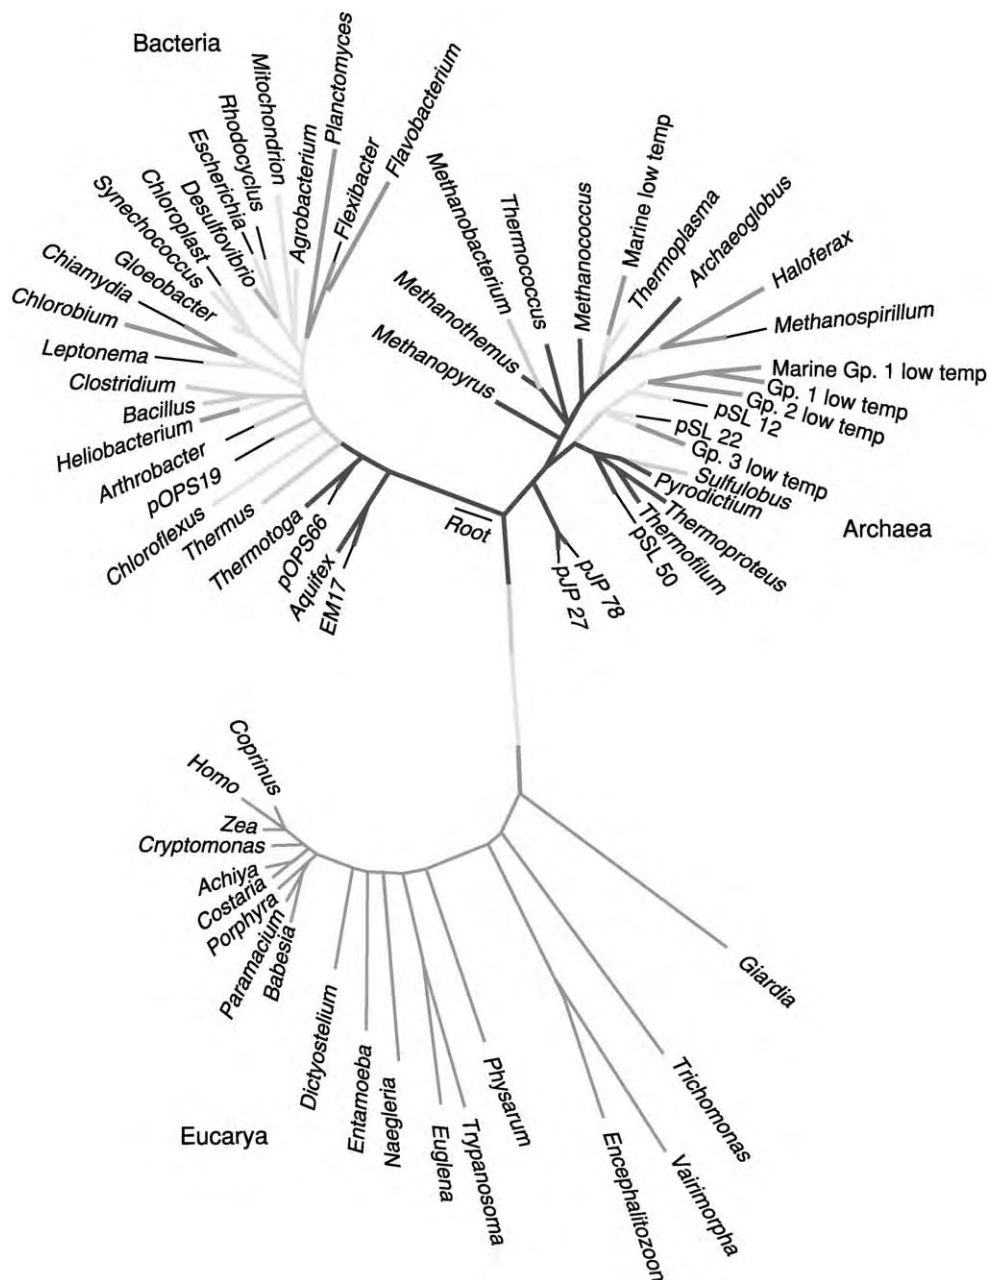 Bacteria
Planctomyces
Mitochondrion
Flavobacterium
Rhodocyclus
Escherichia
Agrobacterium
Flexibacter
Desulfovibrio
Chloroplast
Synechococcus
Gloeobacter
Chiamydia
Chlorobium
Leptonema
Clostridium
Bacillus
Heliobacterium
Arthrobacter
pOPS19
Chloroflexus
Thermus
Thermotoga
pOPS66
Aquifex
EM17
Root
Methanopyrus
Methanothemus
Methanobacterium
Thermococcus
Methanococcus
Marine low temp
Thermoplasma
Archaeoglobus
Haloferax
Methanospirillum
Marine Gp. 1 low temp
Gp. 1 low temp
Gp. 2 low temp
pSL 12
pSL 22
Gp. 3 low temp
Sulfulobus
Pyrodictium
Thermoproteus
Thermofilum
pSL 50
pJP 78
pJP 27
Archaea
Coprinus
Homo
Zea
Cryptomonas
Achiya
Costaria
Porphyra
Paramacium
Babesia
Dictyostelium
Entamoeba
Naegleria
Euglena
Trypanosoma
Physarum
Encephalitozoon
Vairimorpha
Trichomonas
Giardia
Eucarya